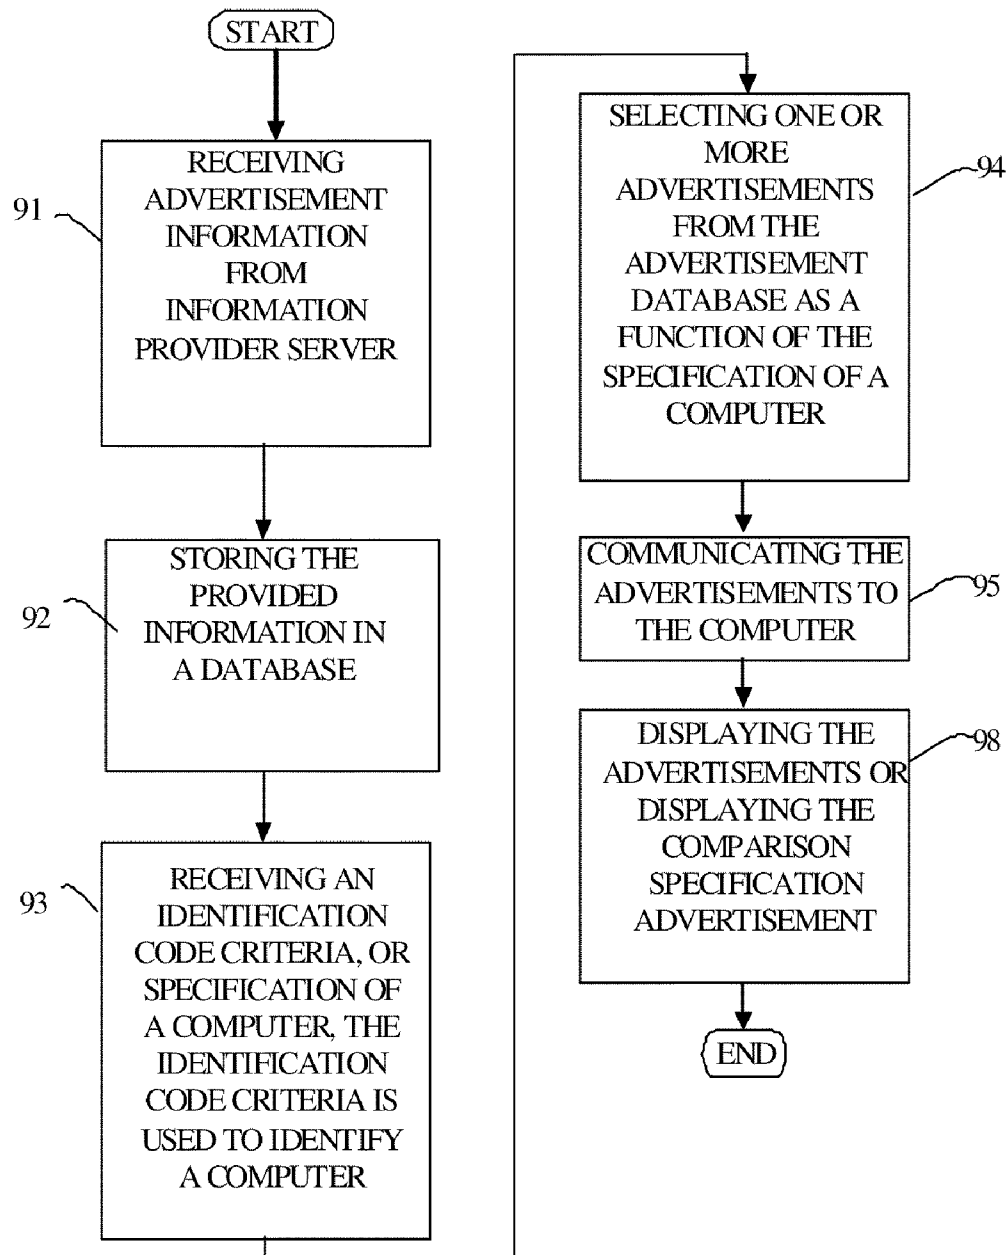 START
RECEIVING
ADVERTISEMENT
INFORMATION
FROM
INFORMATION
PROVIDER SERVER
91
STORING THE
PROVIDED
INFORMATION IN
A DATABASE
92
RECEIVING AN
IDENTIFICATION
CODE CRITERIA, OR
SPECIFICATION OF
A COMPUTER, THE
IDENTIFICATION
CODE CRITERIA IS
USED TO IDENTIFY
A COMPUTER
93
SELECTING ONE OR
MORE
ADVERTISEMENTS
FROM THE
ADVERTISEMENT
DATABASE AS A
FUNCTION OF THE
SPECIFICATION OF A
COMPUTER
94
COMMUNICATING THE
ADVERTISEMENTS TO
THE COMPUTER
95
DISPLAYING THE
ADVERTISEMENTS OR
DISPLAYING THE
COMPARISON
SPECIFICATION
ADVERTISEMENT
98
END